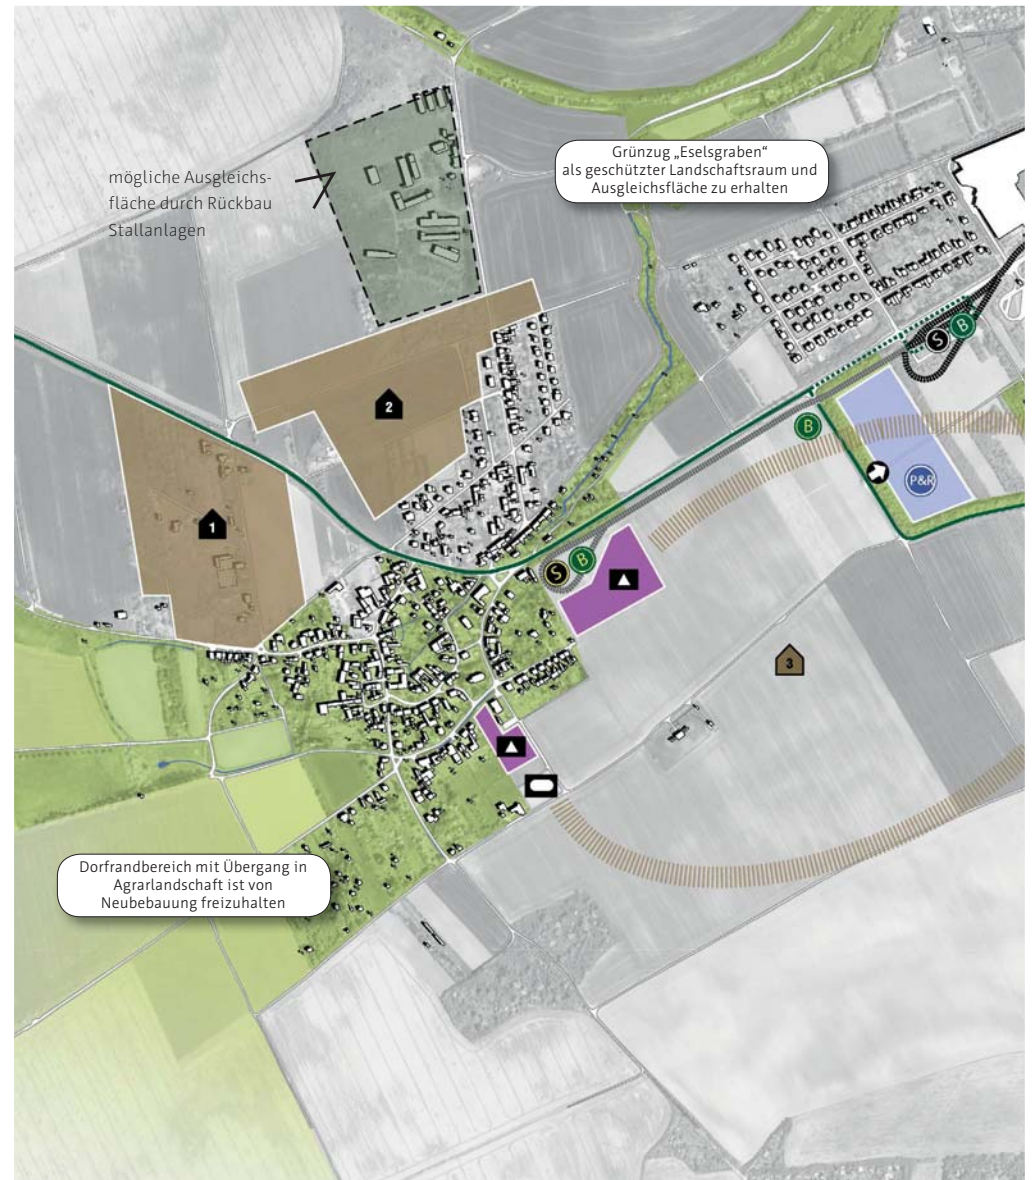 mögliche Ausgleichs-
fläche durch Rückbau
Stallanlagen
Grünzug „Eselsgraben“
als geschützter Landschaftsraum und
Ausgleichsfläche zu erhalten
S
B
2
B
P&R
1
S
B
3
Dorfrandbereich mit Übergang in
Agrarlandschaft ist von
Neubebauung freizuhalten